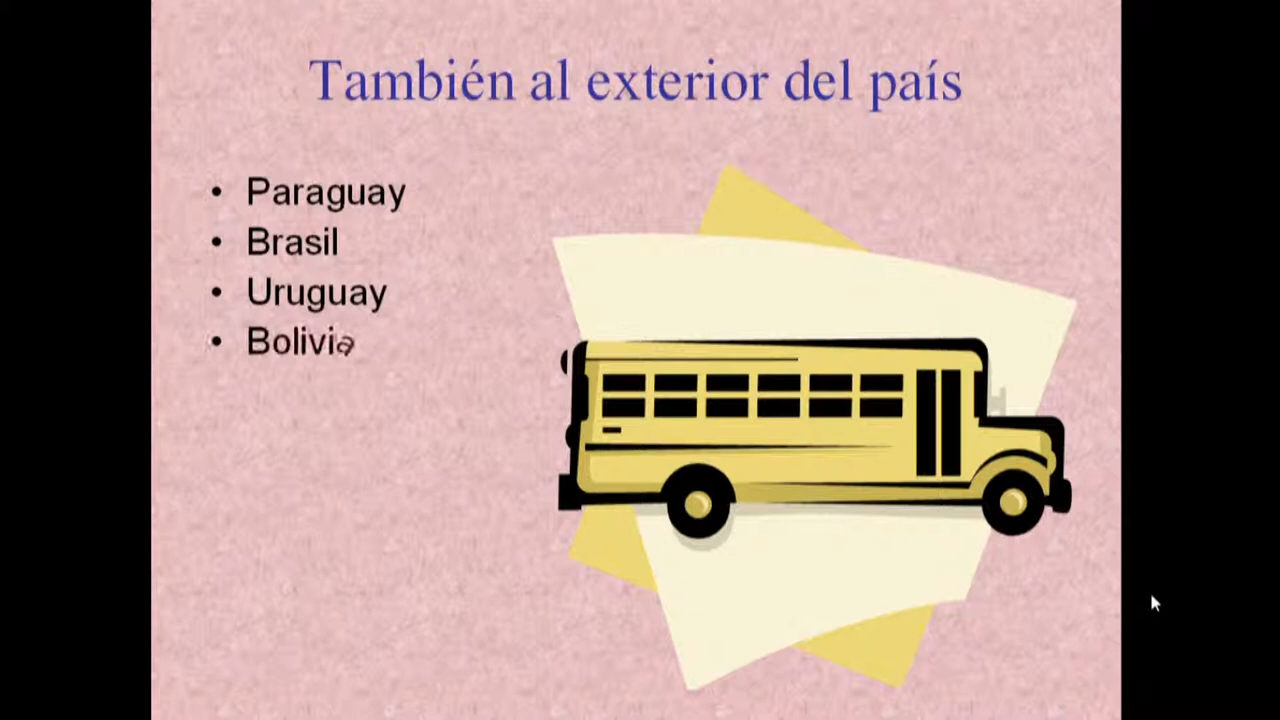 También al exterior del país
• Paraguay
• Brasil
• Uruguay
• Bolivia